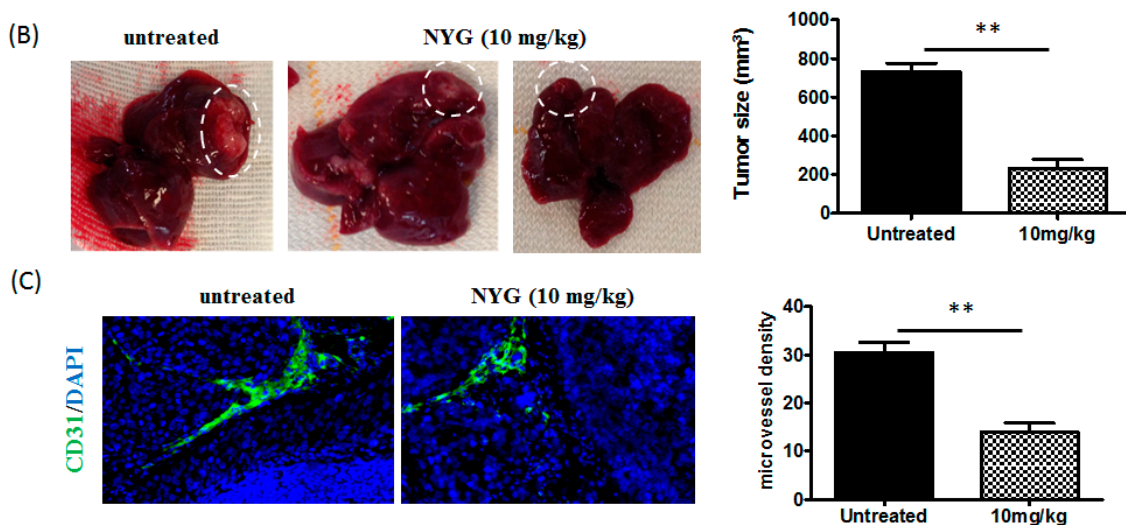 (B)
untreated
NYG (10 mg/kg)
Tumor size (mm³)
1000
800
600
400
200
0
**
Untreated
10mg/kg
(C)
untreated
NYG (10 mg/kg)
CD31/DAPI
microvessel density
40
30
20
10
0
**
Untreated
10mg/kg